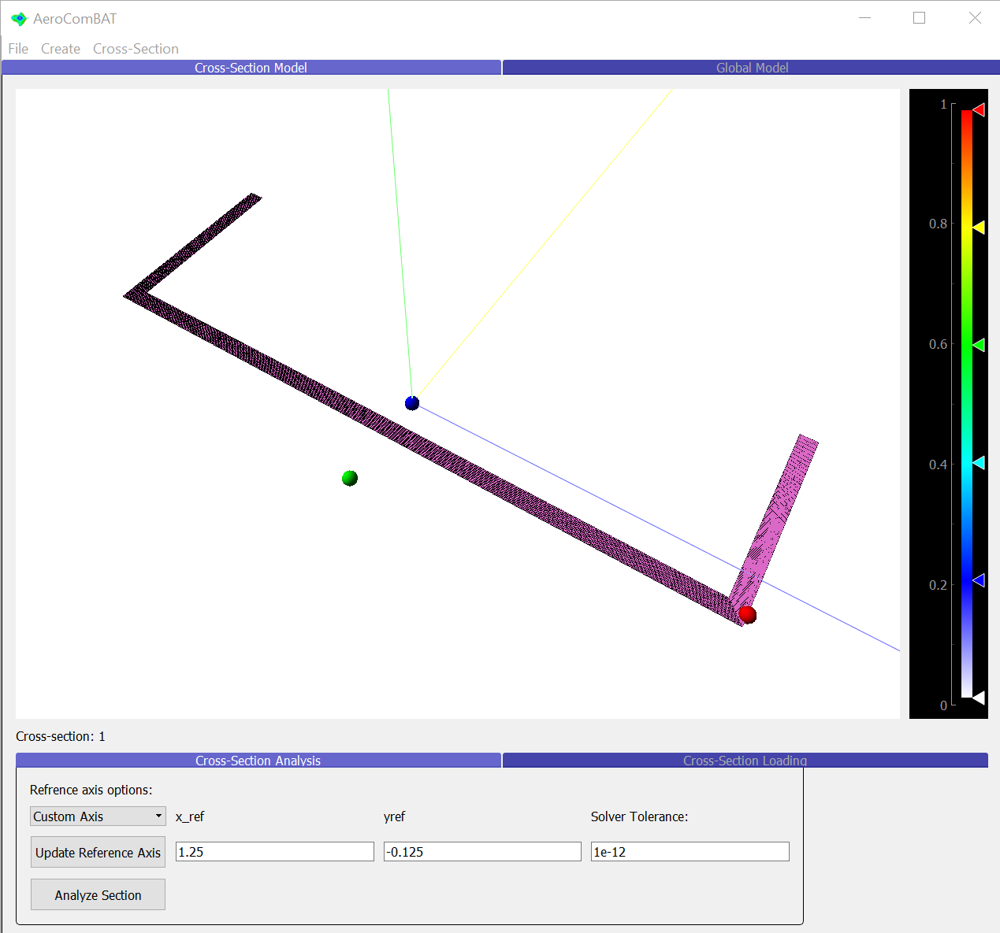 AeroComBAT
File Create Cross-Section
Cross-Section Model Global Model
1
0.8
0.6
0.4
0.2
0
Cross-section: 1
Cross-Section Analysis Cross-Section Loading
Refrence axis options:
Custom Axis x_ref yref Solver Tolerance:
Update Reference Axis 1.25 -0.125 1e-12
Analyze Section